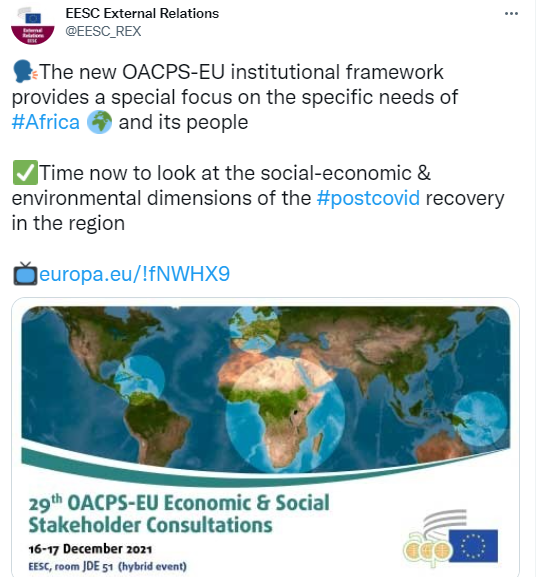 EESC External Relations
@EESC_REX
External
Relations
EESC
The new OACPS-EU institutional framework
provides a special focus on the specific needs of
#Africa and its people
Time now to look at the social-economic &
environmental dimensions of the #postcovid recovery
in the region
europa.eu/!fNWHX9
29th OACPS-EU Economic & Social
Stakeholder Consultations
16-17 December 2021
EESC, room JDE 51 (hybrid event)
acp